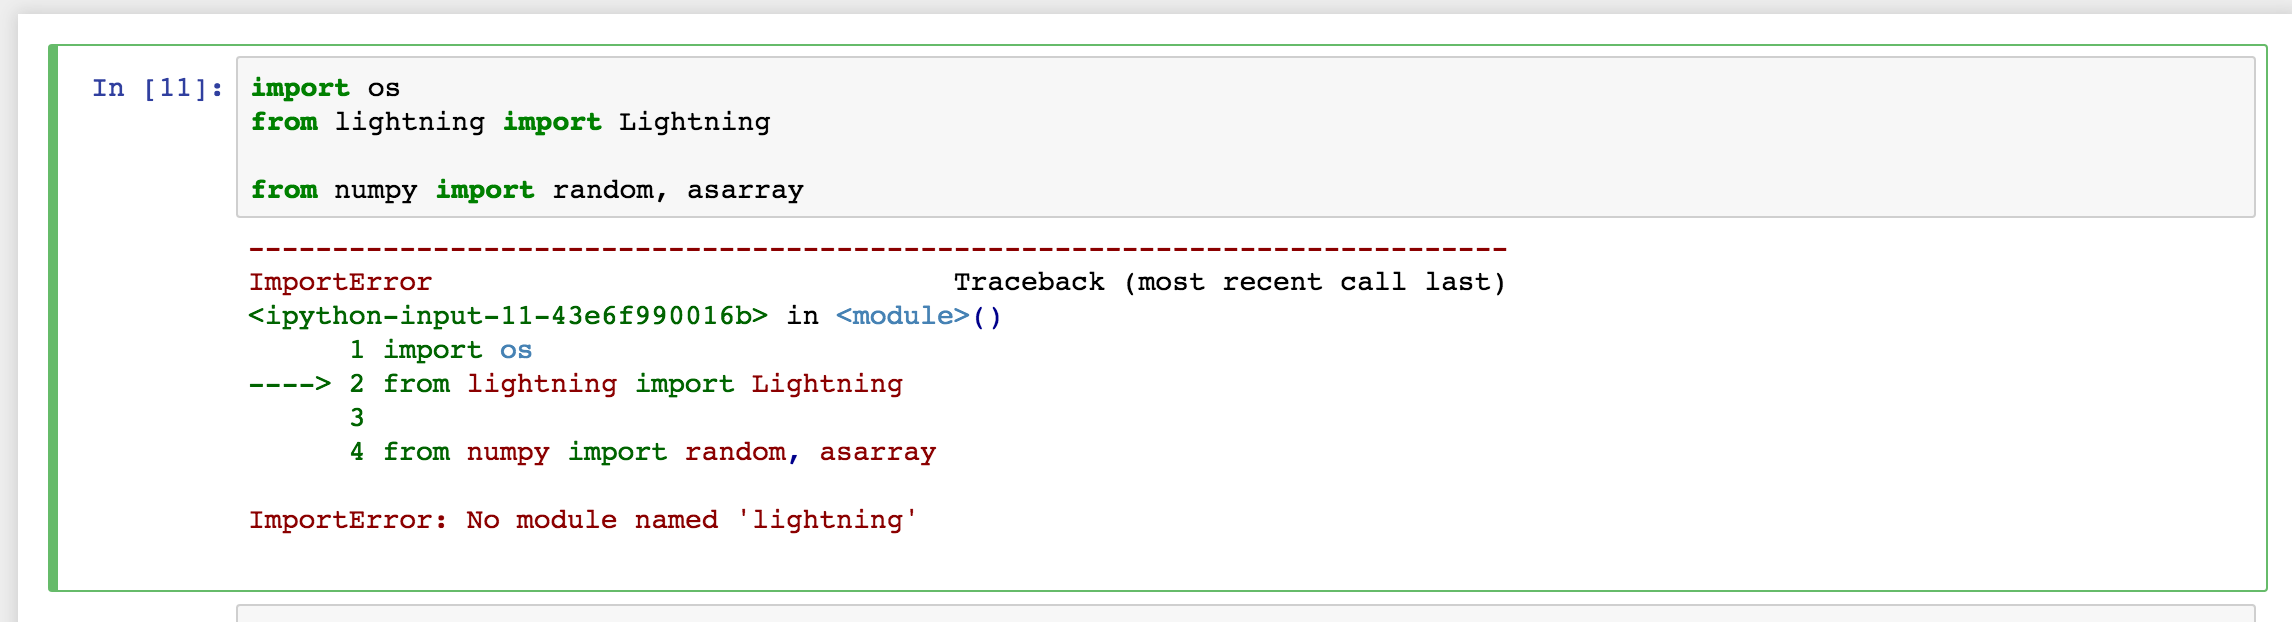 In [11]: import os
from lightning import Lightning
from numpy import random, asarray
---------------------------------------------------------------------------
ImportError                               Traceback (most recent call last)
<ipython-input-11-43e6f990016b> in <module>()
      1 import os
----> 2 from lightning import Lightning
      3
      4 from numpy import random, asarray
ImportError: No module named 'lightning'